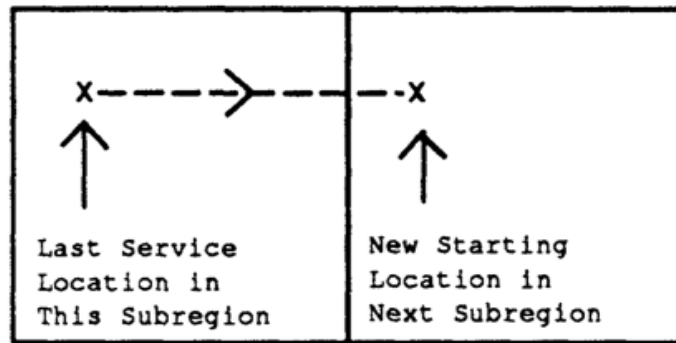 X X
Last Service
Location in
This Subregion
New Starting
Location in
Next Subregion